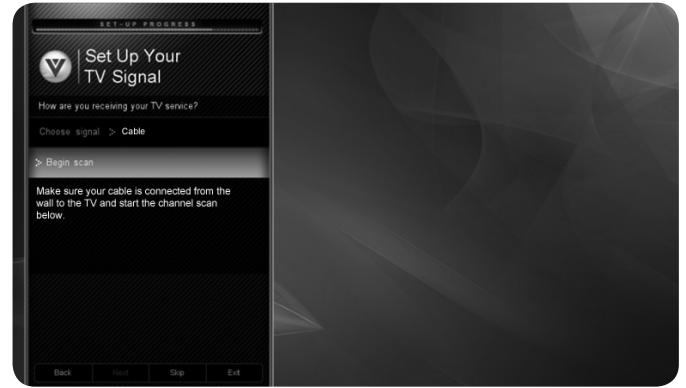 SET-UP PROGRESS
Set Up Your
TV Signal
How are you receiving your TV service?
Choose signal > Cable
> Begin scan
Make sure your cable is connected from the
wall to the TV and start the channel scan
below.
Back Next Skip Exit